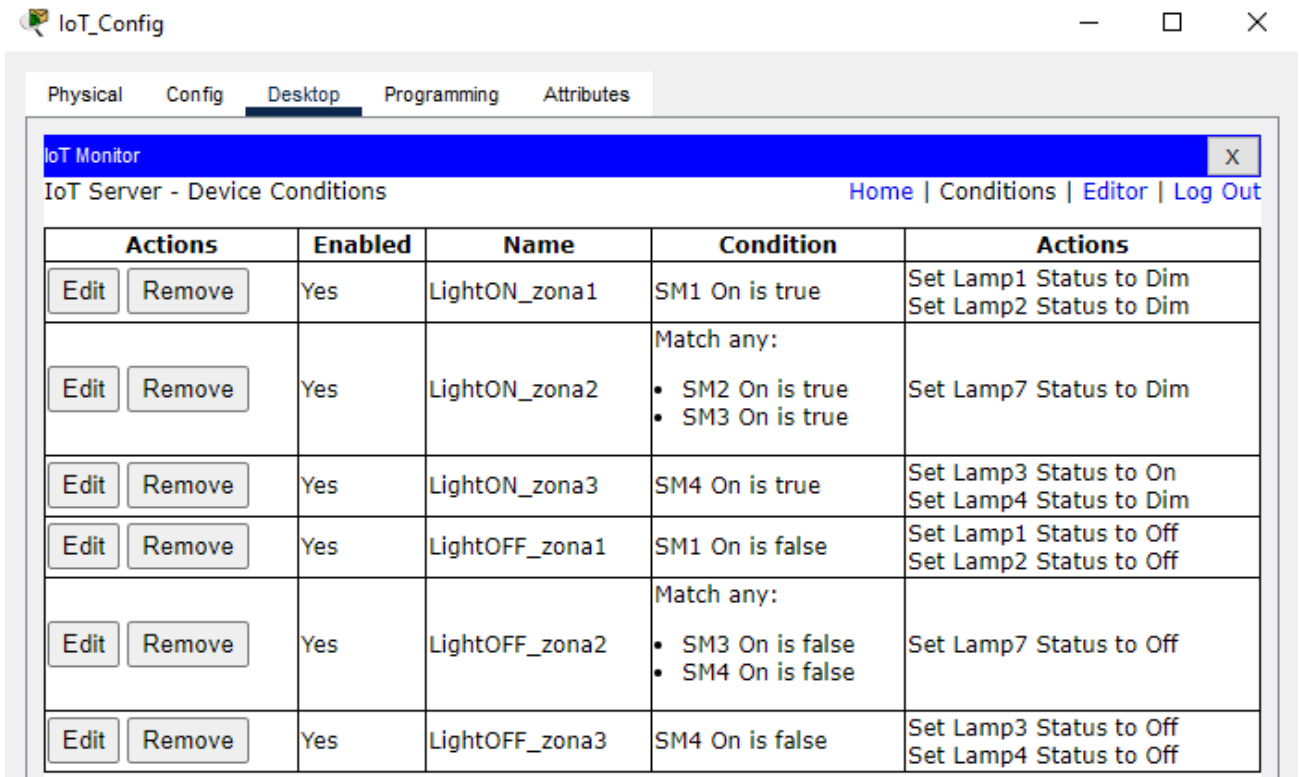 IoT_Config
Physical Config Desktop Programming Attributes
IoT Monitor X
IoT Server - Device Conditions Home | Conditions | Editor | Log Out
Actions Enabled Name Condition Actions
Edit Remove Yes LightON_zona1 SM1 On is true Set Lamp1 Status to Dim
Set Lamp2 Status to Dim
Match any:
Edit Remove Yes LightON_zona2 • SM2 On is true Set Lamp7 Status to Dim
• SM3 On is true
Edit Remove Yes LightON_zona3 SM4 On is true Set Lamp3 Status to On
Set Lamp4 Status to Dim
Edit Remove Yes LightOFF_zona1 SM1 On is false Set Lamp1 Status to Off
Set Lamp2 Status to Off
Match any:
Edit Remove Yes LightOFF_zona2 • SM3 On is false Set Lamp7 Status to Off
• SM4 On is false
Edit Remove Yes LightOFF_zona3 SM4 On is false Set Lamp3 Status to Off
Set Lamp4 Status to Off